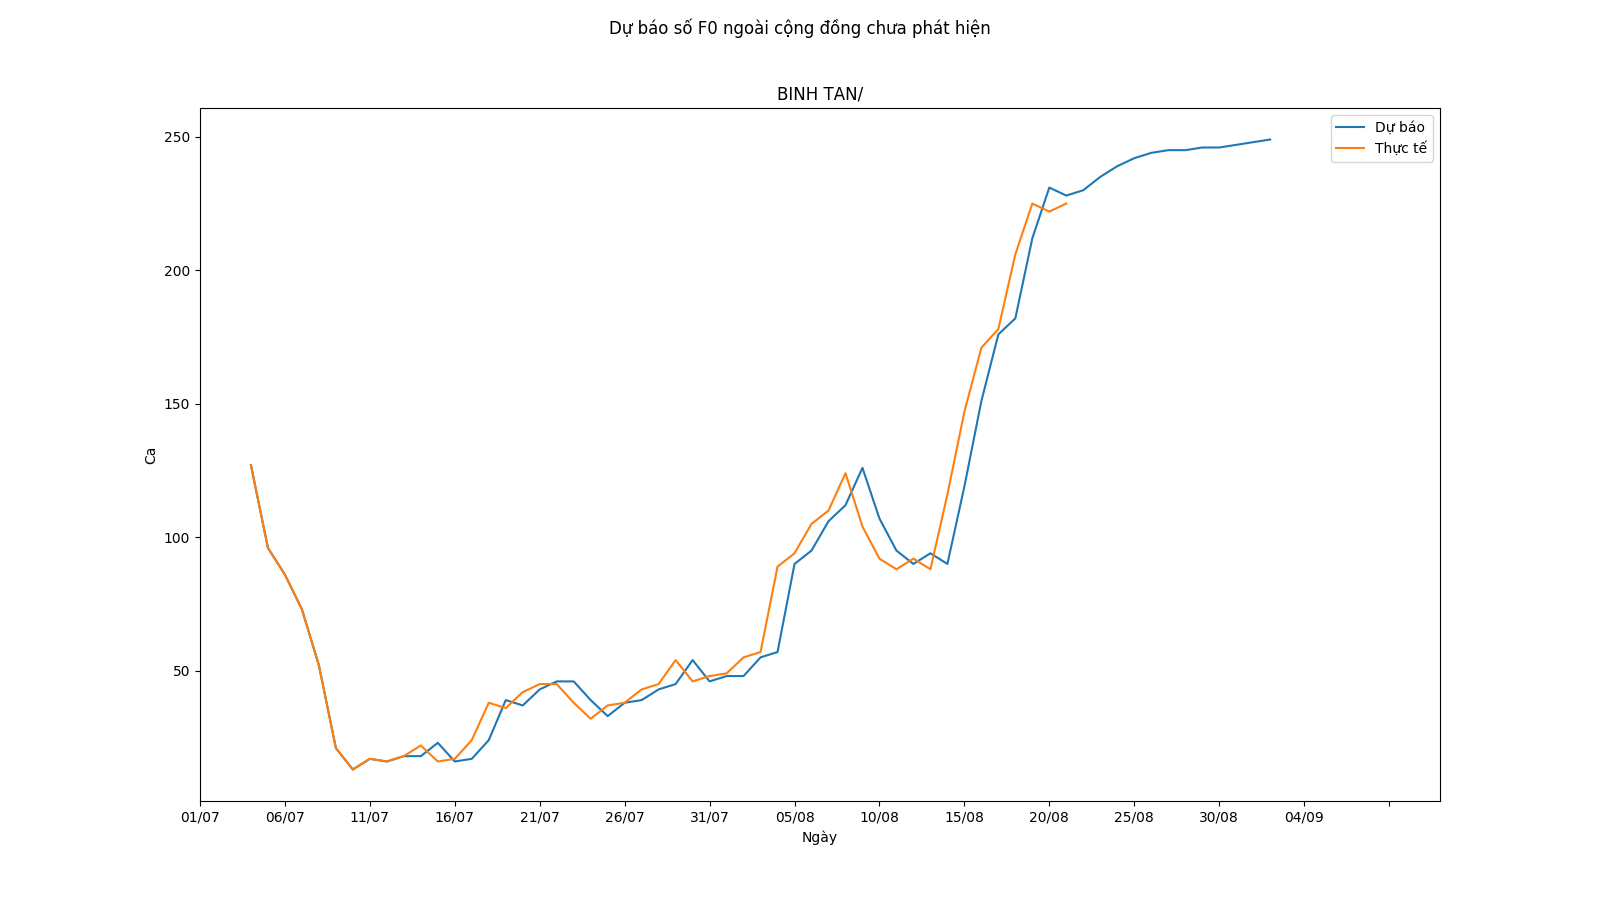 Dự báo số F0 ngoài cộng đồng chưa phát hiện
BINH TAN/
Dự báo
Thực tế
250
200
150
100
50
Ca
01/07 06/07 11/07 16/07 21/07 26/07 31/07 05/08 10/08 15/08 20/08 25/08 30/08 04/09
Ngày